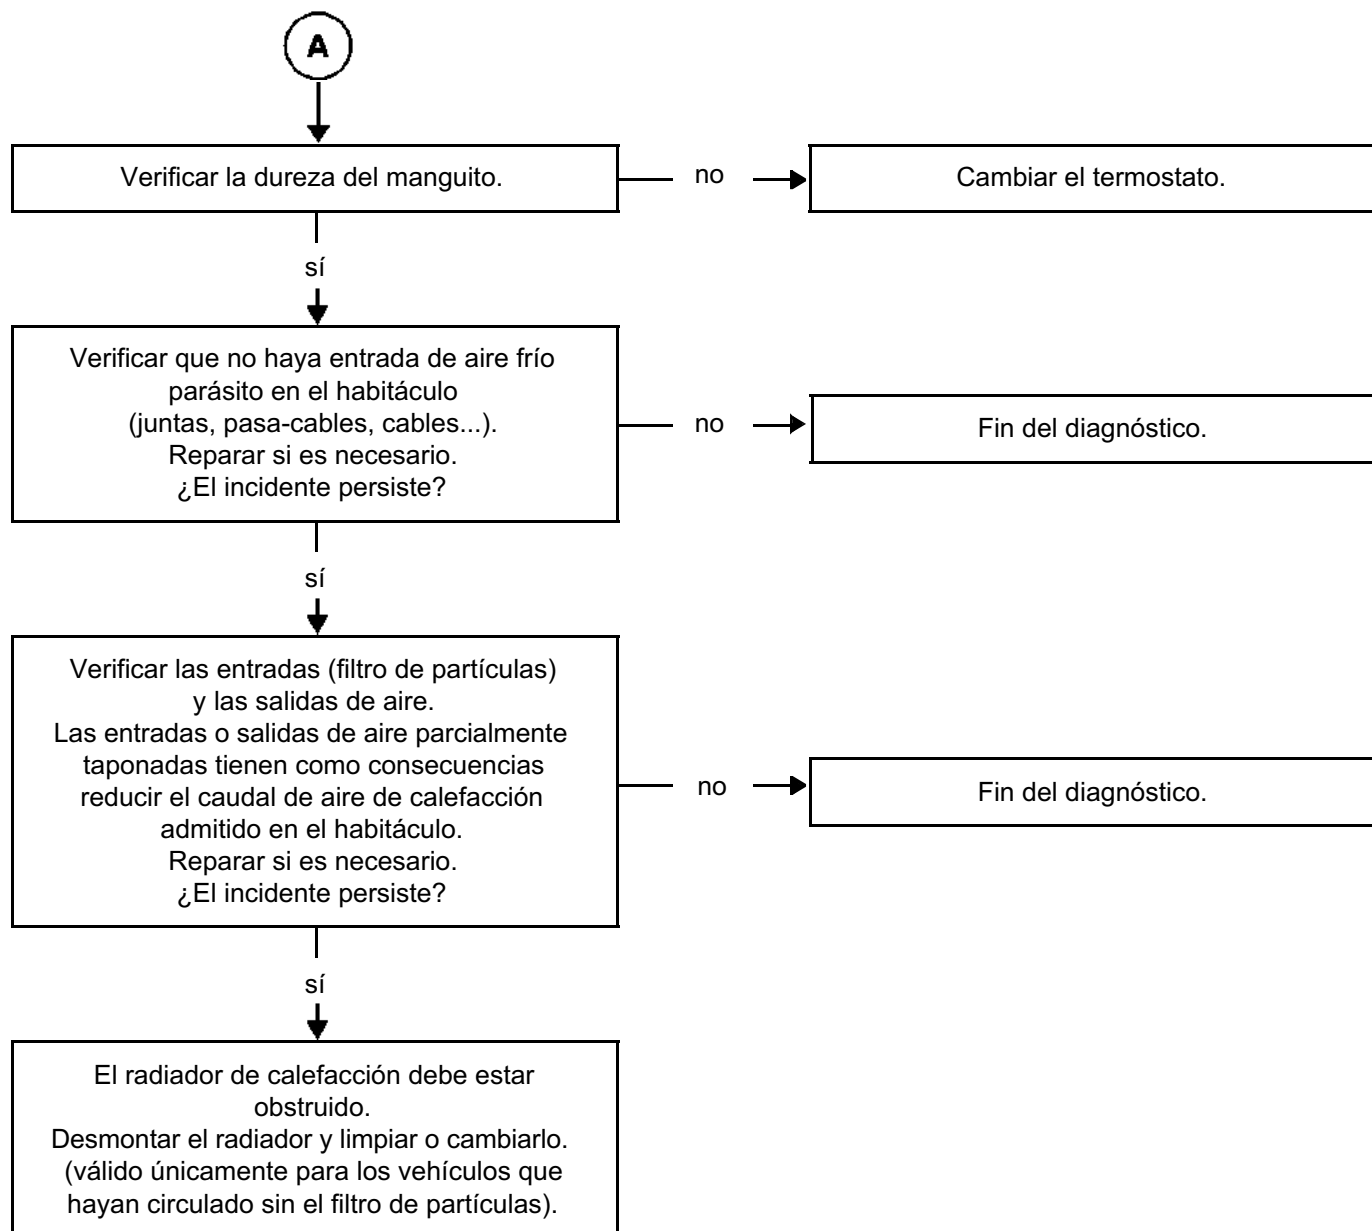 A
Verificar la dureza del manguito.
no
Cambiar el termostato.
sí
Verificar que no haya entrada de aire frío
parásito en el habitáculo
(juntas, pasa-cables, cables...).
Reparar si es necesario.
¿El incidente persiste?
no
Fin del diagnóstico.
sí
Verificar las entradas (filtro de partículas)
y las salidas de aire.
Las entradas o salidas de aire parcialmente
taponadas tienen como consecuencias
reducir el caudal de aire de calefacción
admitido en el habitáculo.
Reparar si es necesario.
¿El incidente persiste?
no
Fin del diagnóstico.
sí
El radiador de calefacción debe estar
obstruido.
Desmontar el radiador y limpiar o cambiarlo.
(válido únicamente para los vehículos que
hayan circulado sin el filtro de partículas).